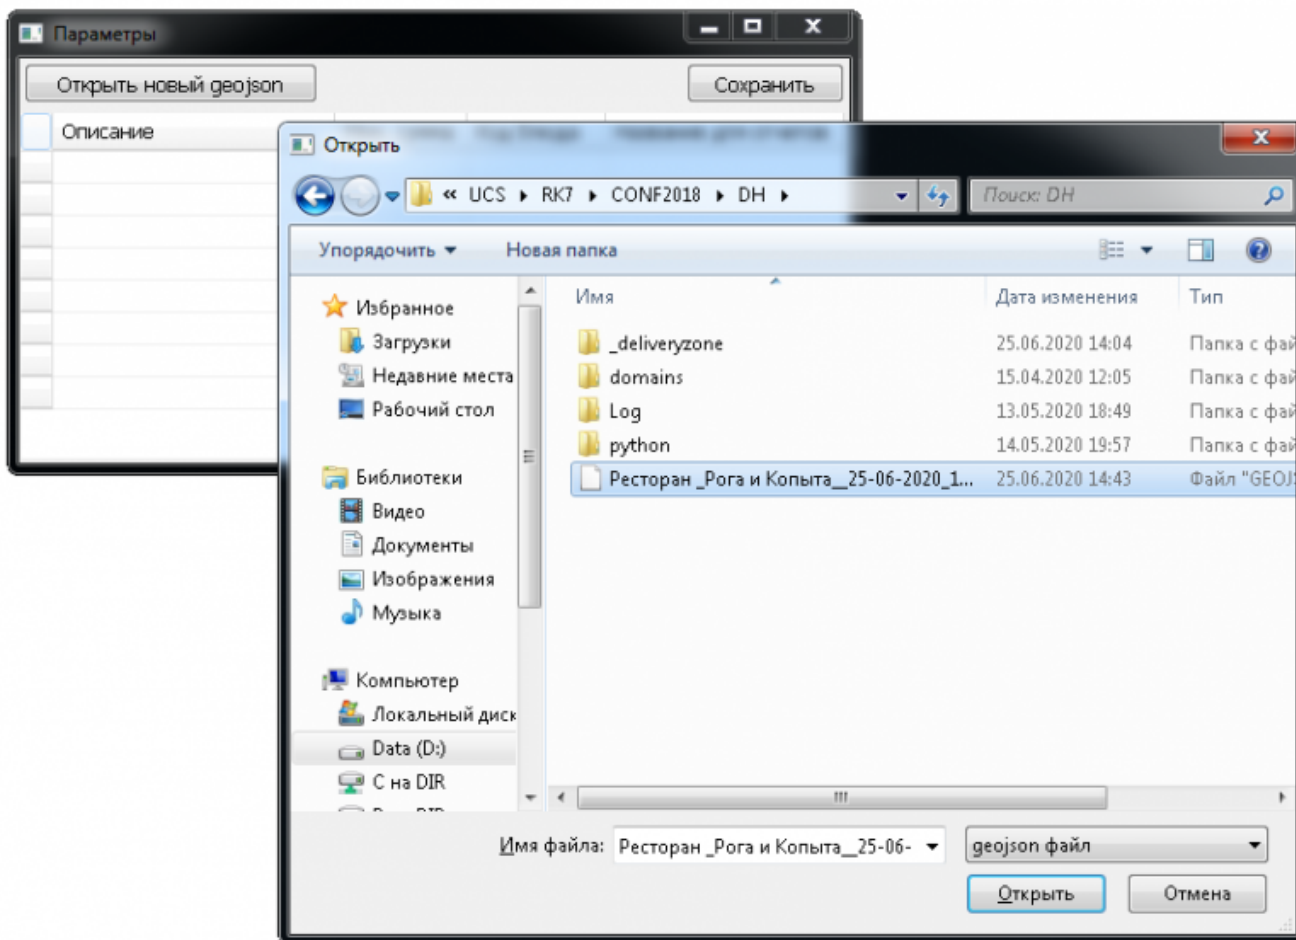 Параметры
Открыть новый geojson
Сохранить
Описание
Открыть
« UCS ▸ RK7 ▸ CONF2018 ▸ DH ▸
Поиск: DH
Упорядочить
Новая папка
Имя
Дата изменения
Тип
Избранное
Загрузки
Недавние места
Рабочий стол
Библиотеки
Видео
Документы
Изображения
Музыка
Компьютер
Локальный диск
Data (D:)
С на DIR
_deliveryzone 25.06.2020 14:04 Папка с фай
domains 15.04.2020 12:05 Папка с фай
Log 13.05.2020 18:49 Папка с фай
python 14.05.2020 19:57 Папка с фай
Ресторан _Рога и Копыта__25-06-2020_1... 25.06.2020 14:43 Файл "GEOJS
Имя файла: Ресторан _Рога и Копыта__25-06-
geojson файл
Открыть
Отмена